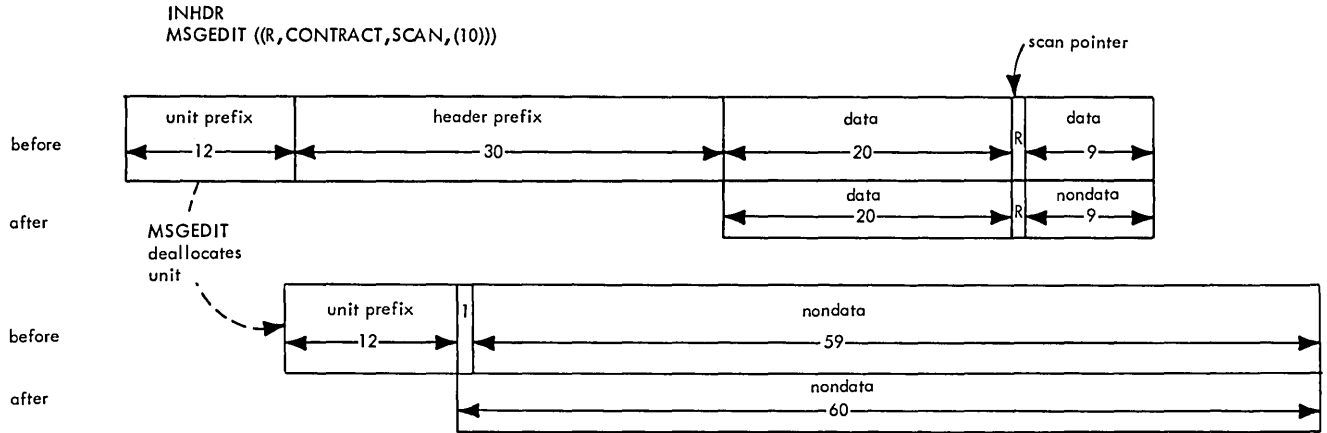 INHDR
MSGEDIT ((R,CONTRACT,SCAN,(10)))
scan pointer
before
unit prefix
12
header prefix
30
data
20
R
data
9
after
data
20
R
nondata
9
MSGEDIT
deallocates
unit
before
unit prefix
12
1
nondata
59
after
nondata
60